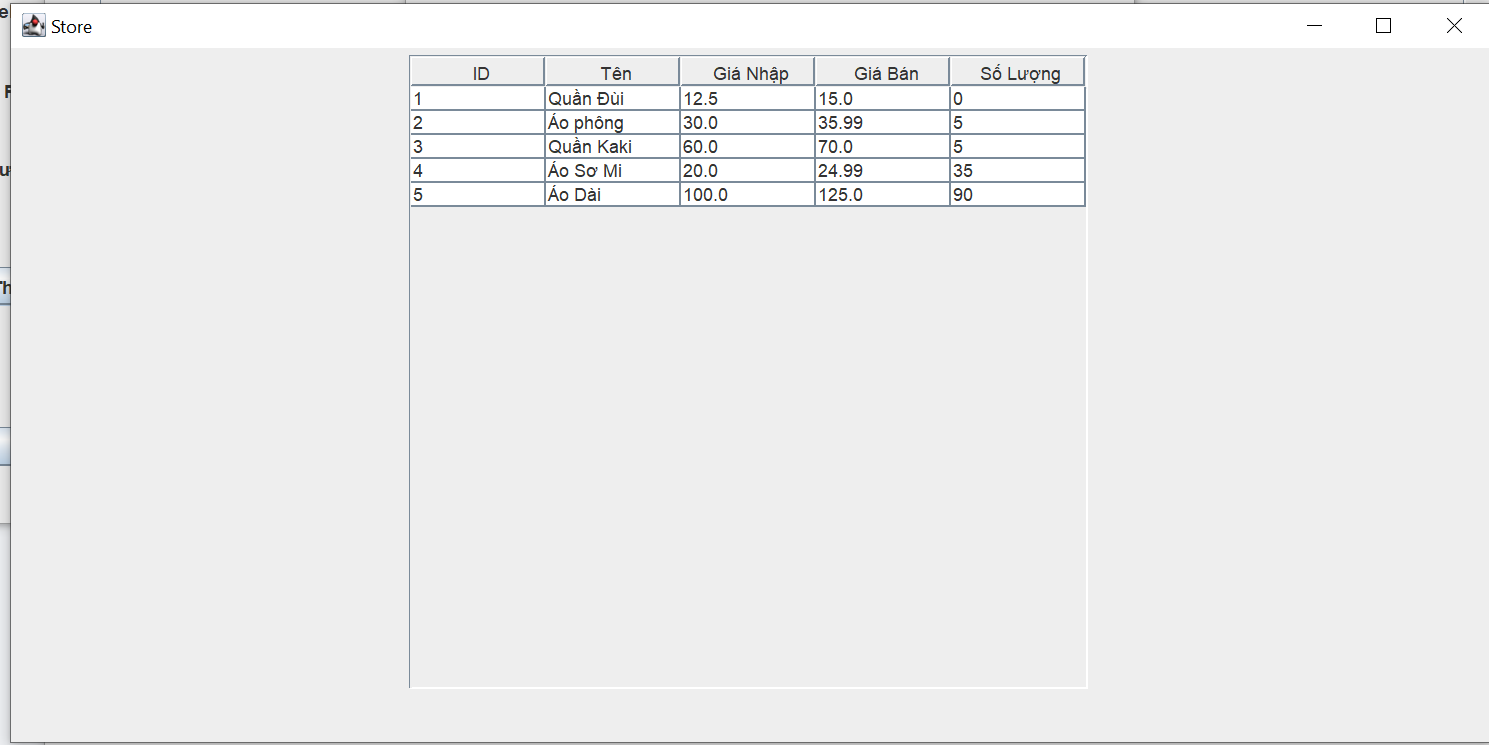 Store
ID Tên Giá Nhập Giá Bán Số Lượng
1 Quần Đùi 12.5 15.0 0
2 Áo phông 30.0 35.99 5
3 Quần Kaki 60.0 70.0 5
4 Áo Sơ Mi 20.0 24.99 35
5 Áo Dài 100.0 125.0 90